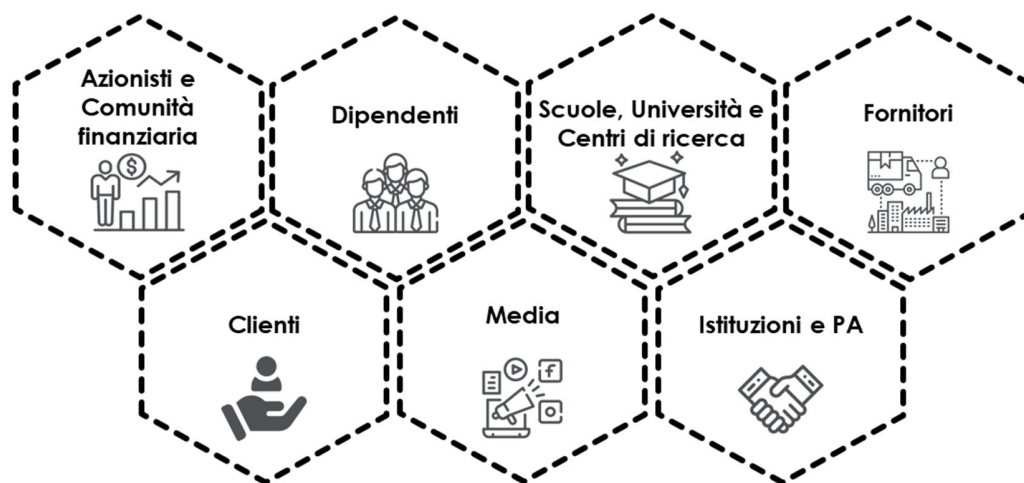 Azionisti e
Comunità
finanziaria
Dipendenti
Scuole, Università e
Centri di ricerca
Fornitori
Clienti
Media
Istituzioni e PA